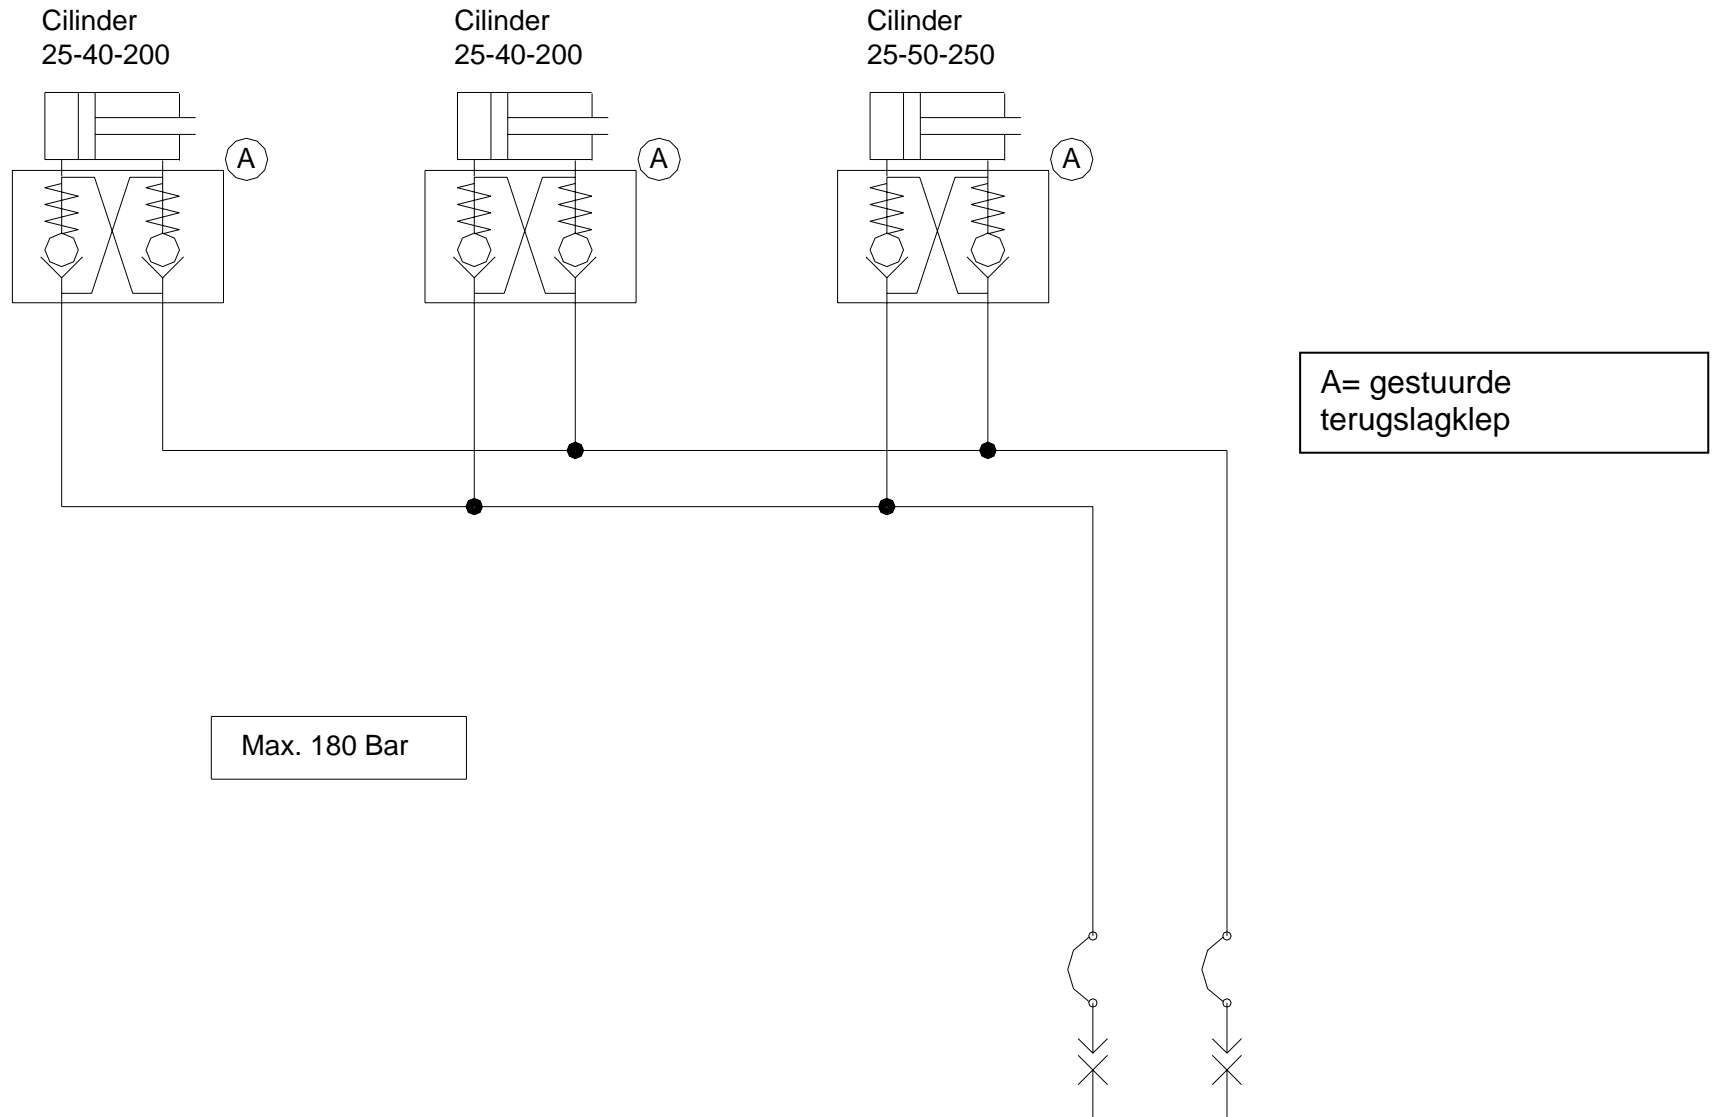 Cilinder
25-40-200
Cilinder
25-40-200
Cilinder
25-50-250
A
A
A
A= gestuurde
terugslagklep
Max. 180 Bar